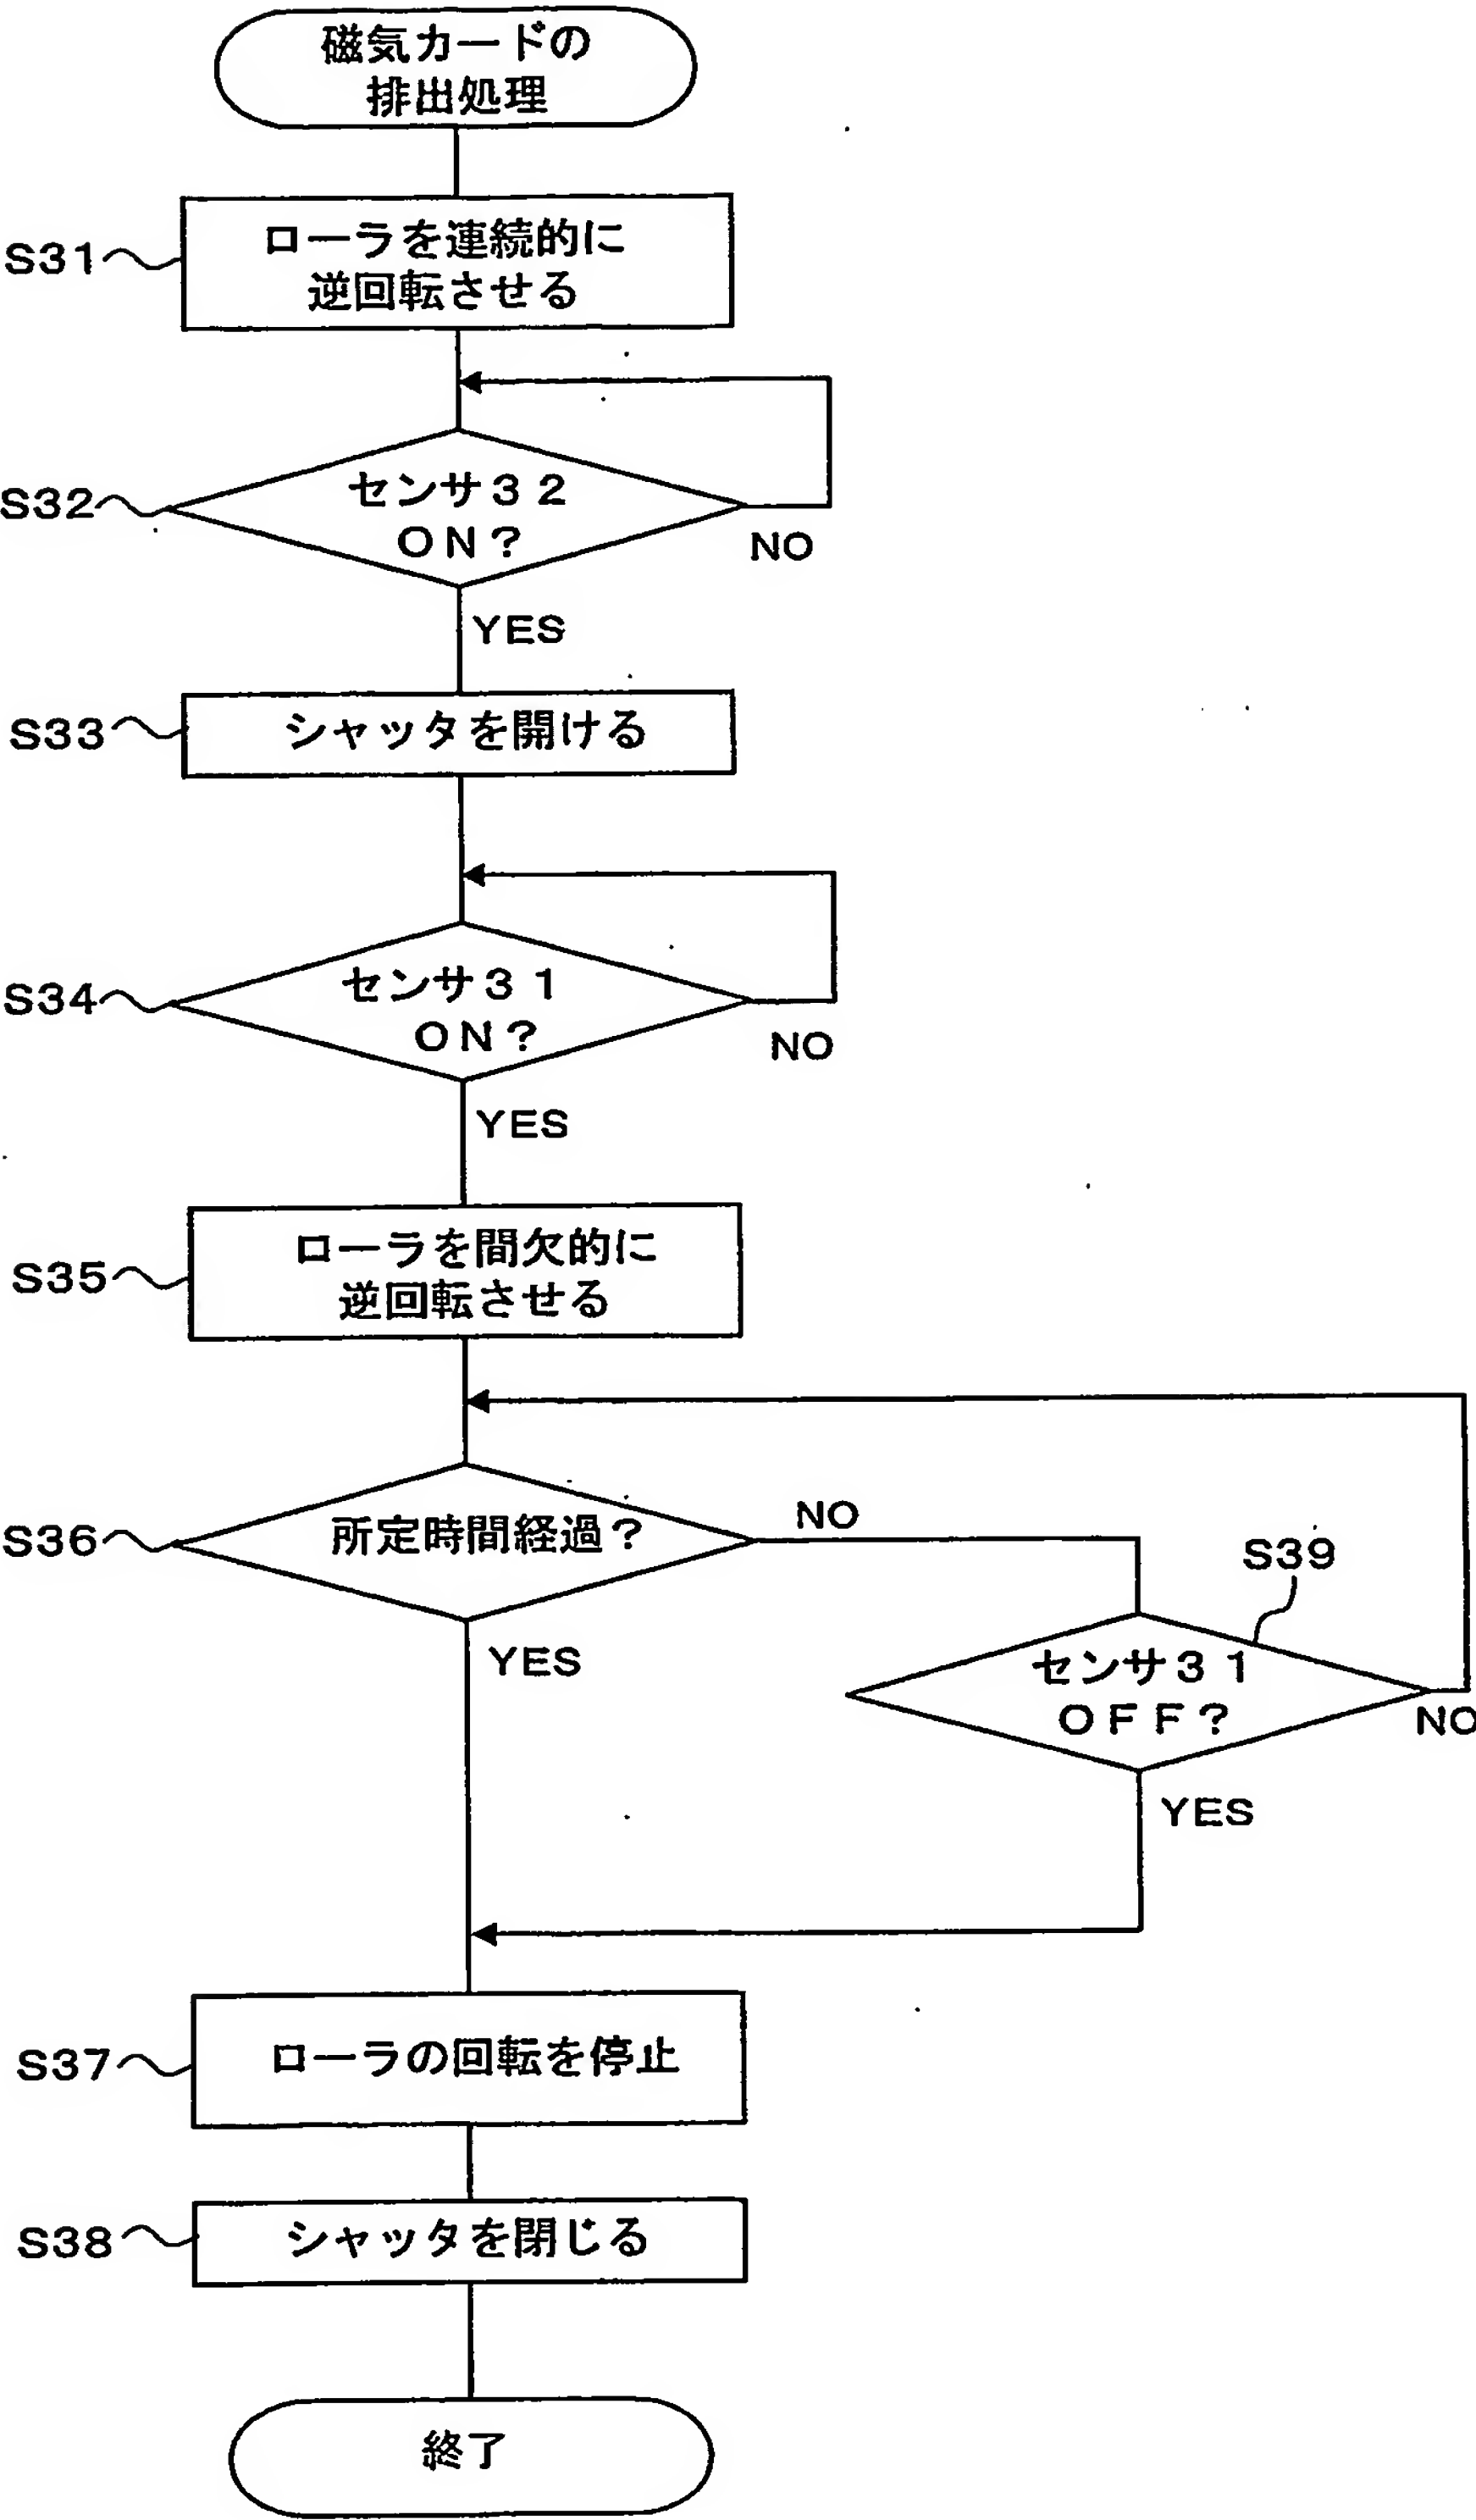 磁気カードの
排出処理
S31
ローラを連続的に
逆回転させる
S32
センサ32
ON?
NO
YES
S33
シャッタを開ける
S34
センサ31
ON?
NO
YES
S35
ローラを間欠的に
逆回転させる
S36
所定時間経過?
NO
YES
S39
センサ31
OFF?
NO
YES
S37
ローラの回転を停止
S38
シャッタを閉じる
終了